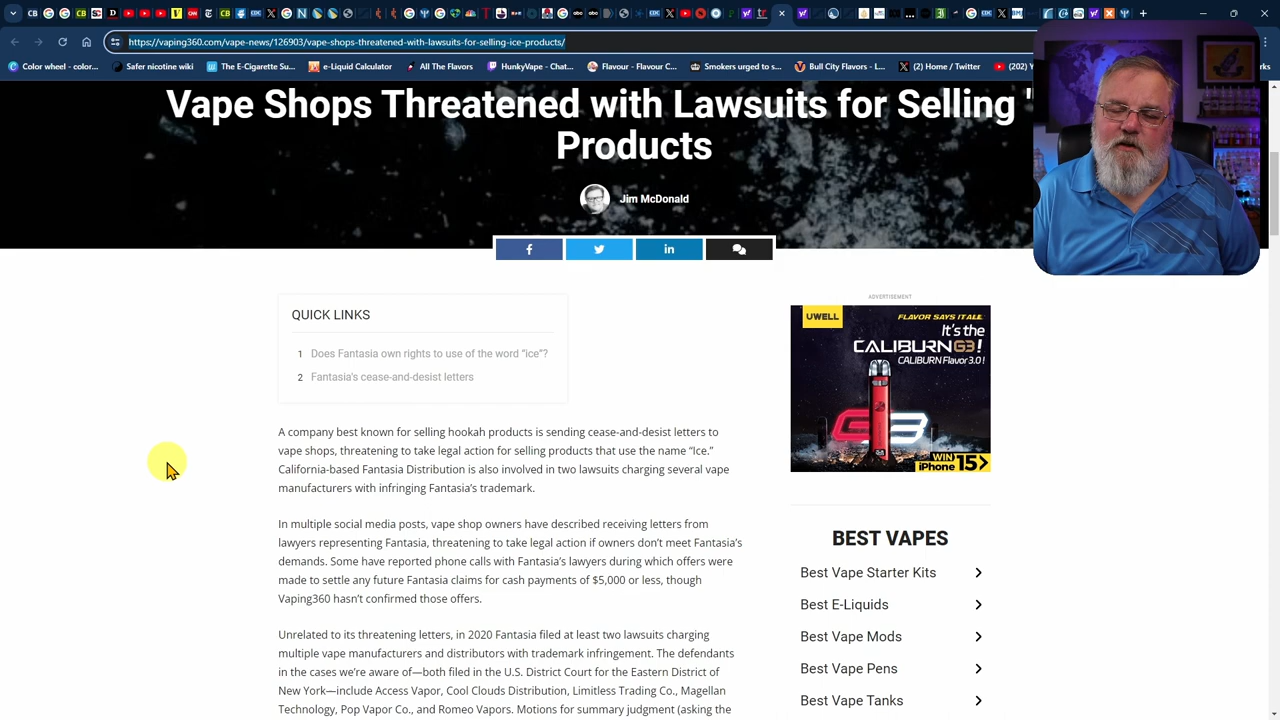 https://vaping360.com/vape-news/126903/vape-shops-threatened-with-lawsuits-for-selling-ice-products/
Color wheel - color...
Safer nicotine wiki
The E-Cigarette Su...
e-Liquid Calculator
All The Flavors
HunkyVape - Chat...
Flavour - Flavour C...
Smokers urged to s...
Bull City Flavors - L...
(2) Home / Twitter
(202) Y
rks
Vape Shops Threatened with Lawsuits for Selling '
Products
Jim McDonald
QUICK LINKS
1 Does Fantasia own rights to use of the word “ice”?
2 Fantasia’s cease-and-desist letters
A company best known for selling hookah products is sending cease-and-desist letters to
vape shops, threatening to take legal action for selling products that use the name “Ice.”
California-based Fantasia Distribution is also involved in two lawsuits charging several vape
manufacturers with infringing Fantasia’s trademark.
In multiple social media posts, vape shop owners have described receiving letters from
lawyers representing Fantasia, threatening to take legal action if owners don’t meet Fantasia’s
demands. Some have reported phone calls with Fantasia’s lawyers during which offers were
made to settle any future Fantasia claims for cash payments of $5,000 or less, though
Vaping360 hasn’t confirmed those offers.
Unrelated to its threatening letters, in 2020 Fantasia filed at least two lawsuits charging
multiple vape manufacturers and distributors with trademark infringement. The defendants
in the cases we’re aware of—both filed in the U.S. District Court for the Eastern District of
New York—include Access Vapor, Cool Clouds Distribution, Limitless Trading Co., Magellan
Technology, Pop Vapor Co., and Romeo Vapors. Motions for summary judgment (asking the
ADVERTISEMENT
UWELL
FLAVOR SAYS IT ALL
It's the
CALIBURN G3!
CALIBURN Flavor 3.0!
G3
WIN
iPhone 15
BEST VAPES
Best Vape Starter Kits
Best E-Liquids
Best Vape Mods
Best Vape Pens
Best Vape Tanks